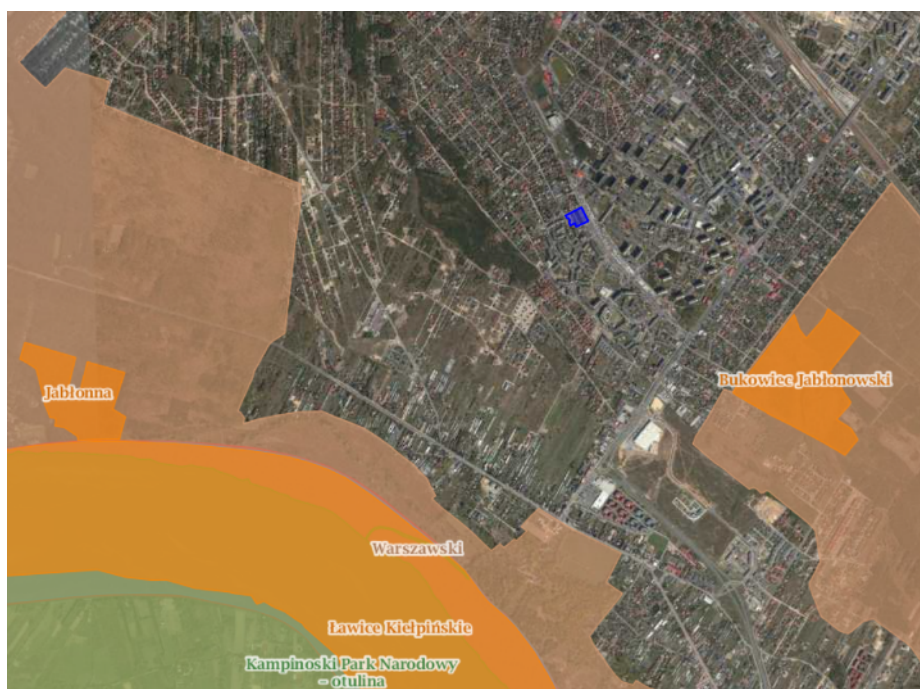 Bukowiec Jabłonowski
Jabłonna
Warszawski
Ławice Kiełpińskie
Kampinoski Park Narodowy
- otulina